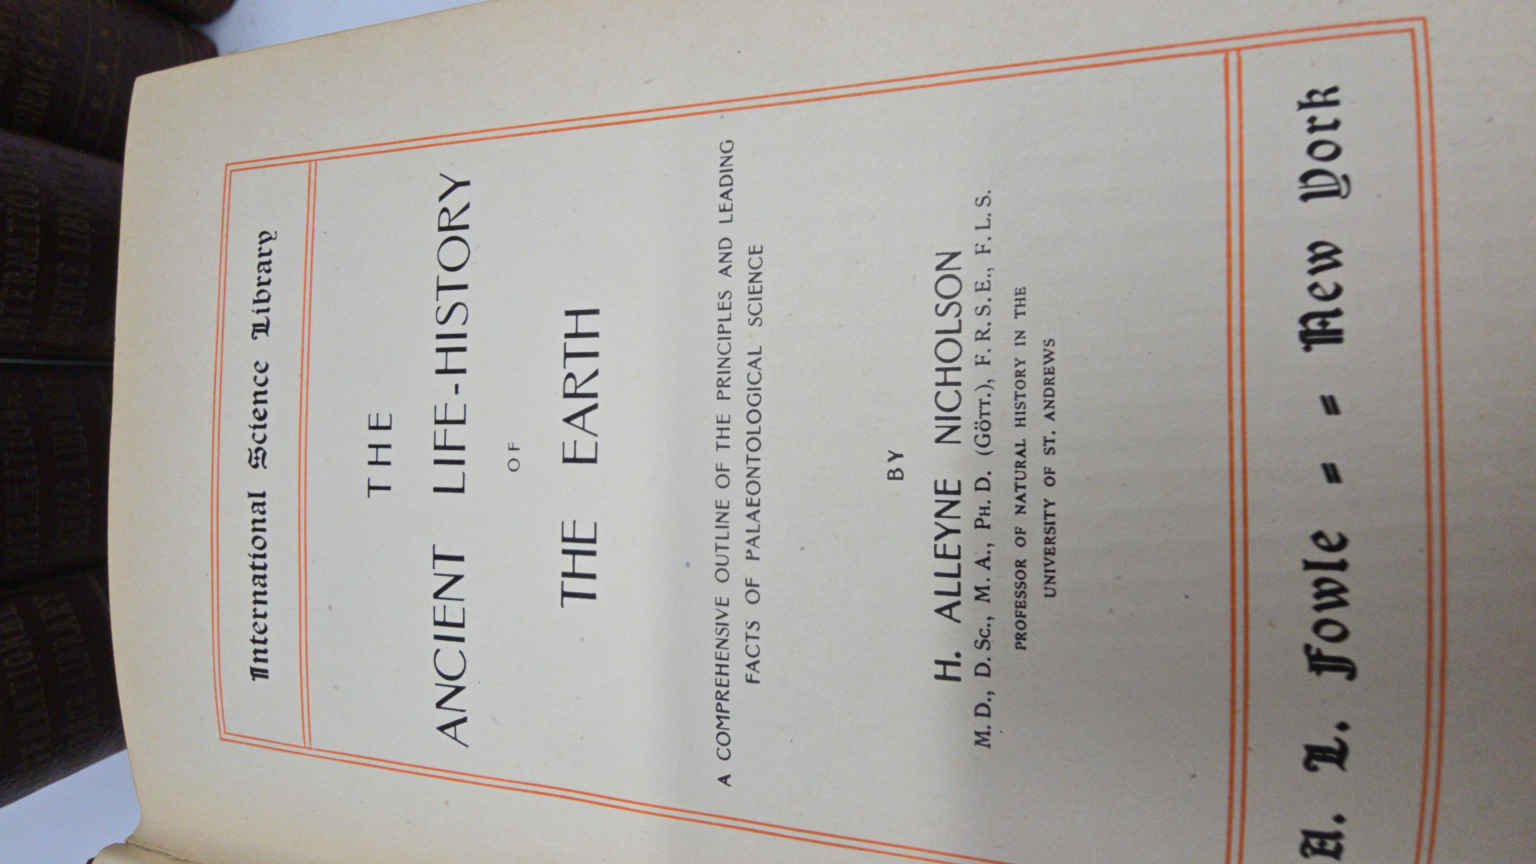 International Science Library
THE
ANCIENT LIFE-HISTORY
OF
THE EARTH
A COMPREHENSIVE OUTLINE OF THE PRINCIPLES AND LEADING
FACTS OF PALAEONTOLOGICAL SCIENCE
BY
H. ALLEYNE NICHOLSON
M. D., D. Sc., M. A., PH. D. (GÖTT.), F. R. S. E., F. L. S.
PROFESSOR OF NATURAL HISTORY IN THE
UNIVERSITY OF ST. ANDREWS
A. L. Fowle = = New York